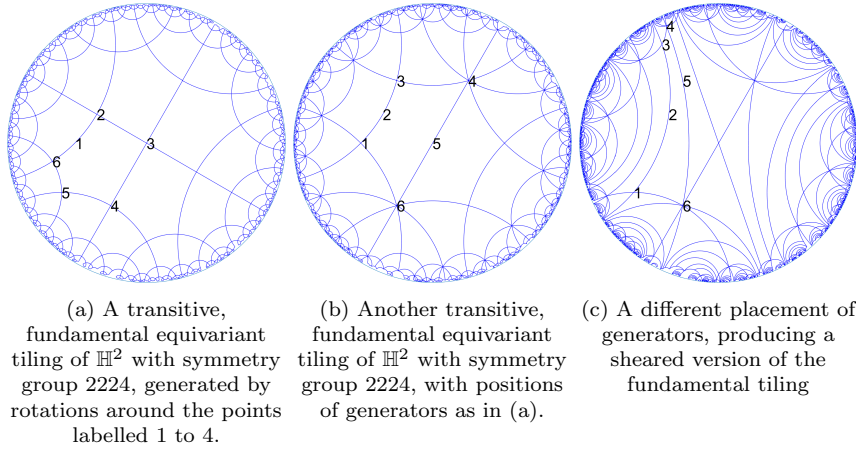 4
3
3
4
5
2
2
2
1
3
1
5
6
5
1
4
6
6
(a) A transitive,
fundamental equivariant
tiling of ℍ² with symmetry
group 2224, generated by
rotations around the points
labelled 1 to 4.
(b) Another transitive,
fundamental equivariant
tiling of ℍ² with symmetry
group 2224, with positions
of generators as in (a).
(c) A different placement of
generators, producing a
sheared version of the
fundamental tiling